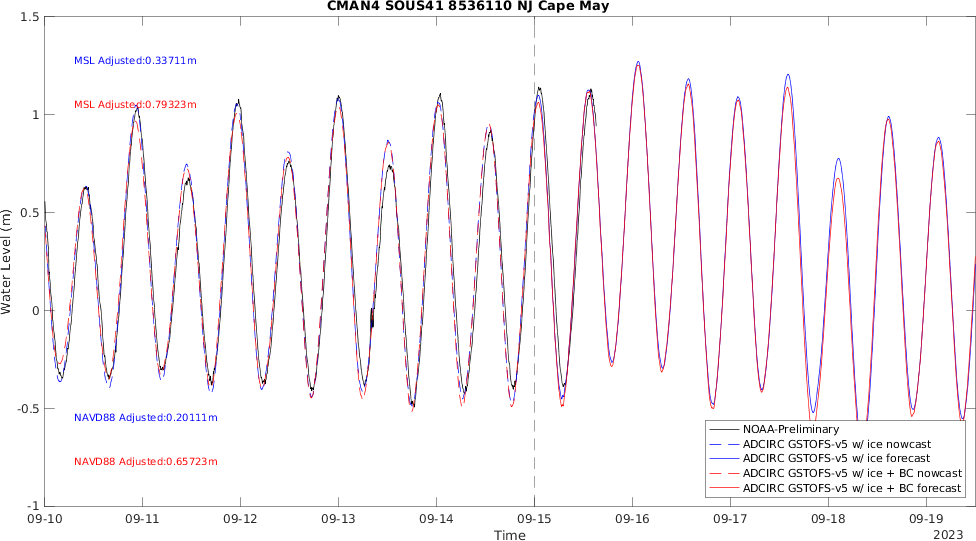 CMAN4 SOUS41 8536110 NJ Cape May
1.5
MSL Adjusted:0.33711m
MSL Adjusted:0.79323m
1
0.5
Water Level (m)
0
-0.5
NAVD88 Adjusted:0.20111m
NAVD88 Adjusted:0.65723m
NOAA-Preliminary
ADCIRC GSTOFS-v5 w/ ice nowcast
ADCIRC GSTOFS-v5 w/ ice forecast
ADCIRC GSTOFS-v5 w/ ice + BC nowcast
ADCIRC GSTOFS-v5 w/ ice + BC forecast
-1
09-10 09-11 09-12 09-13 09-14 09-15 09-16 09-17 09-18 09-19
Time
2023